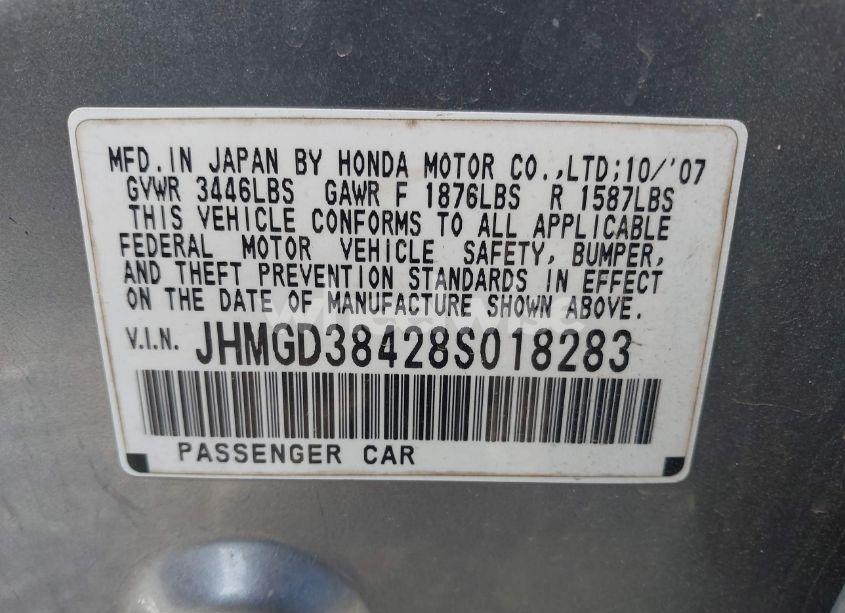 MFD.IN JAPAN BY HONDA MOTOR CO.,LTD;10/'07
GVWR 3446LBS GAWR F 1876LBS R 1587LBS
THIS VEHICLE CONFORMS TO ALL APPLICABLE
FEDERAL MOTOR VEHICLE SAFETY, BUMPER,
AND THEFT PREVENTION STANDARDS IN EFFECT
ON THE DATE OF MANUFACTURE SHOWN ABOVE.
V.I.N. JHMGD38428S018283
PASSENGER CAR